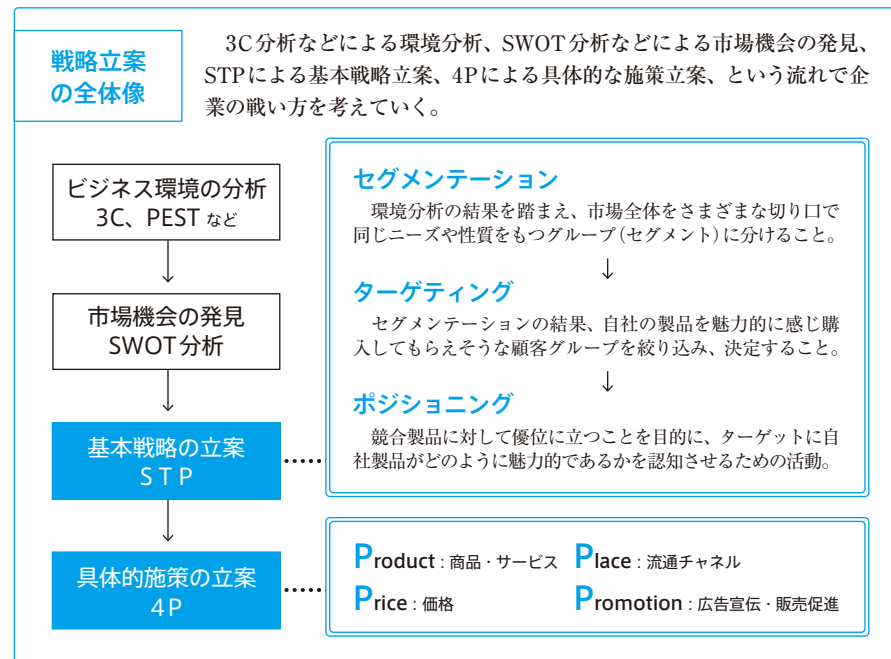 戦略立案
の全体像
3C分析などによる環境分析、SWOT分析などによる市場機会の発見、
STPによる基本戦略立案、4Pによる具体的な施策立案、という流れで企
業の戦い方を考えていく。
ビジネス環境の分析
3C、PEST など
市場機会の発見
SWOT分析
基本戦略の立案
STP
具体的施策の立案
4P
セグメンテーション
環境分析の結果を踏まえ、市場全体をさまざまな切り口で
同じニーズや性質をもつグループ(セグメント)に分けること。
ターゲティング
セグメンテーションの結果、自社の製品を魅力的に感じ購
入してもらえそうな顧客グループを絞り込み、決定すること。
ポジショニング
競合製品に対して優位に立つことを目的に、ターゲットに自
社製品がどのように魅力的であるかを認知させるための活動。
Product : 商品・サービス Place : 流通チャネル
Price : 価格 Promotion : 広告宣伝・販売促進